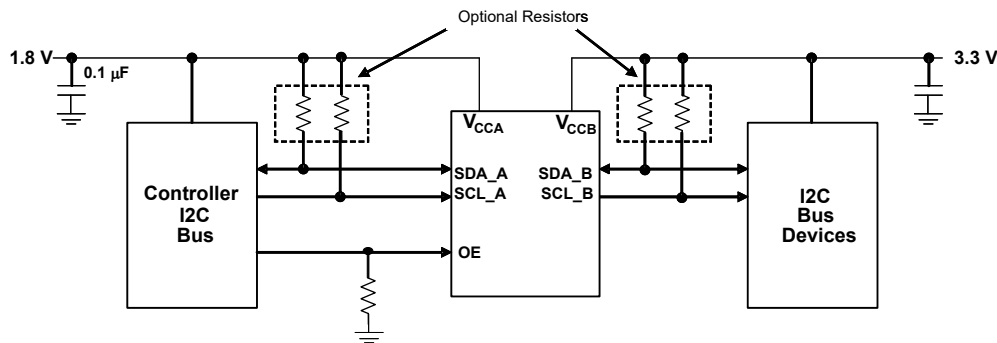 Optional Resistors
1.8 V
3.3 V
0.1 μF
VCCA
VCCB
SDA_A
SDA_B
SCL_A
SCL_B
OE
Controller
I2C
Bus
I2C
Bus
Devices